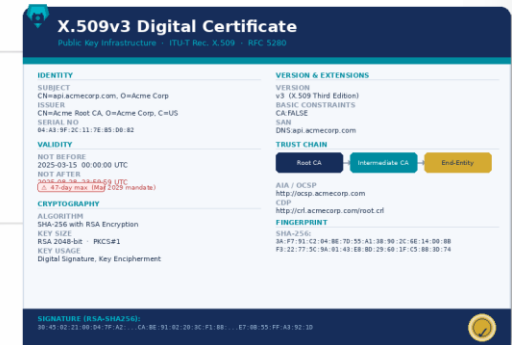 X.509v3 Digital Certificate
Public Key Infrastructure · ITU-T Rec. X.509 · RFC 5280
IDENTITY
SUBJECT
CN=api.acmecorp.com, O=Acme Corp
ISSUER
CN=Acme Root CA, O=Acme Corp, C=US
SERIAL NO
04:A3:9F:2C:11:7E:85:D0:82
VALIDITY
NOT BEFORE
2025-03-15 00:00:00 UTC
NOT AFTER
UTC
⚠ 47-day max (Mar 2029 mandate)
CRYPTOGRAPHY
ALGORITHM
SHA-256 with RSA Encryption
KEY SIZE
RSA 2048-bit · PKCS#1
KEY USAGE
Digital Signature, Key Encipherment
VERSION & EXTENSIONS
VERSION
v3 (X.509 Third Edition)
BASIC CONSTRAINTS
CA:FALSE
SAN
DNS:api.acmecorp.com
TRUST CHAIN
Root CA
Intermediate CA
End-Entity
AIA / OCSP
http://ocsp.acmecorp.com
CDP
http://crl.acmecorp.com/root.crl
FINGERPRINT
SHA-256:
3A:F7:91:C2:04:BE:7D:55:A1:38:90:2C:6E:14:D0:8B
F3:22:77:5C:9A:01:43:E8:BD:29:60:1F:C5:88:3D:74
SIGNATURE (RSA-SHA256):
30:45:02:21:00:D4:7F:A2:...CA:BE:91:02:20:3C:F1:88:...E7:0B:55:FF:A3:92:1D